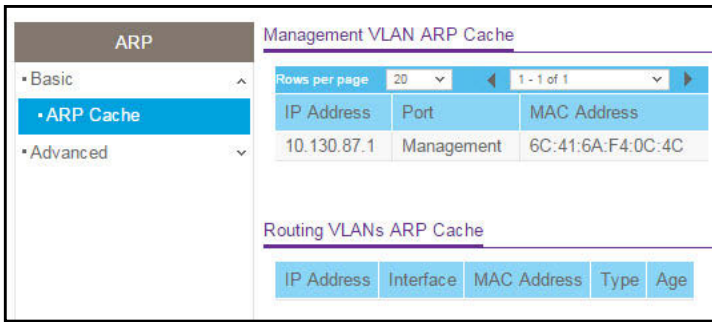 ARP
Basic
ARP Cache
Advanced
Management VLAN ARP Cache
Rows per page 20 1 - 1 of 1
IP Address Port MAC Address
10.130.87.1 Management 6C:41:6A:F4:0C:4C
Routing VLANs ARP Cache
IP Address Interface MAC Address Type Age